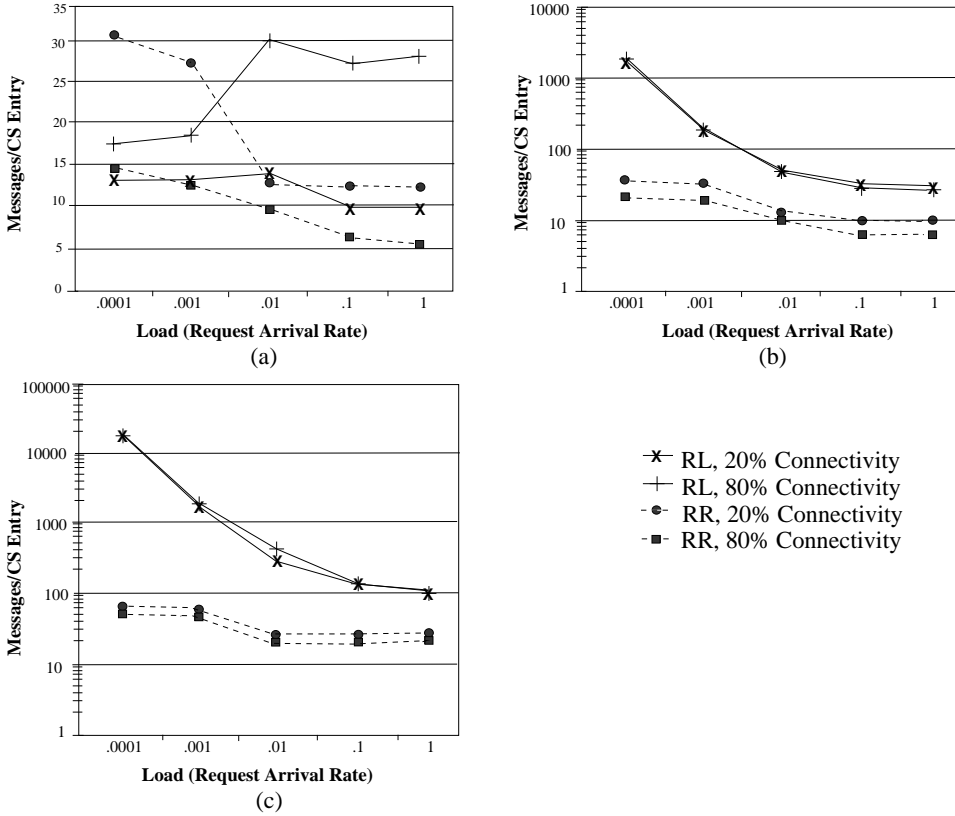 35
30
25
20
15
10
5
0
Messages/CS Entry
.0001 .001 .01 .1 1
Load (Request Arrival Rate)
(a)
10000
1000
100
10
1
Messages/CS Entry
.0001 .001 .01 .1 1
Load (Request Arrival Rate)
(b)
100000
10000
1000
100
10
1
Messages/CS Entry
.0001 .001 .01 .1 1
Load (Request Arrival Rate)
(c)
RL, 20% Connectivity
RL, 80% Connectivity
RR, 20% Connectivity
RR, 80% Connectivity